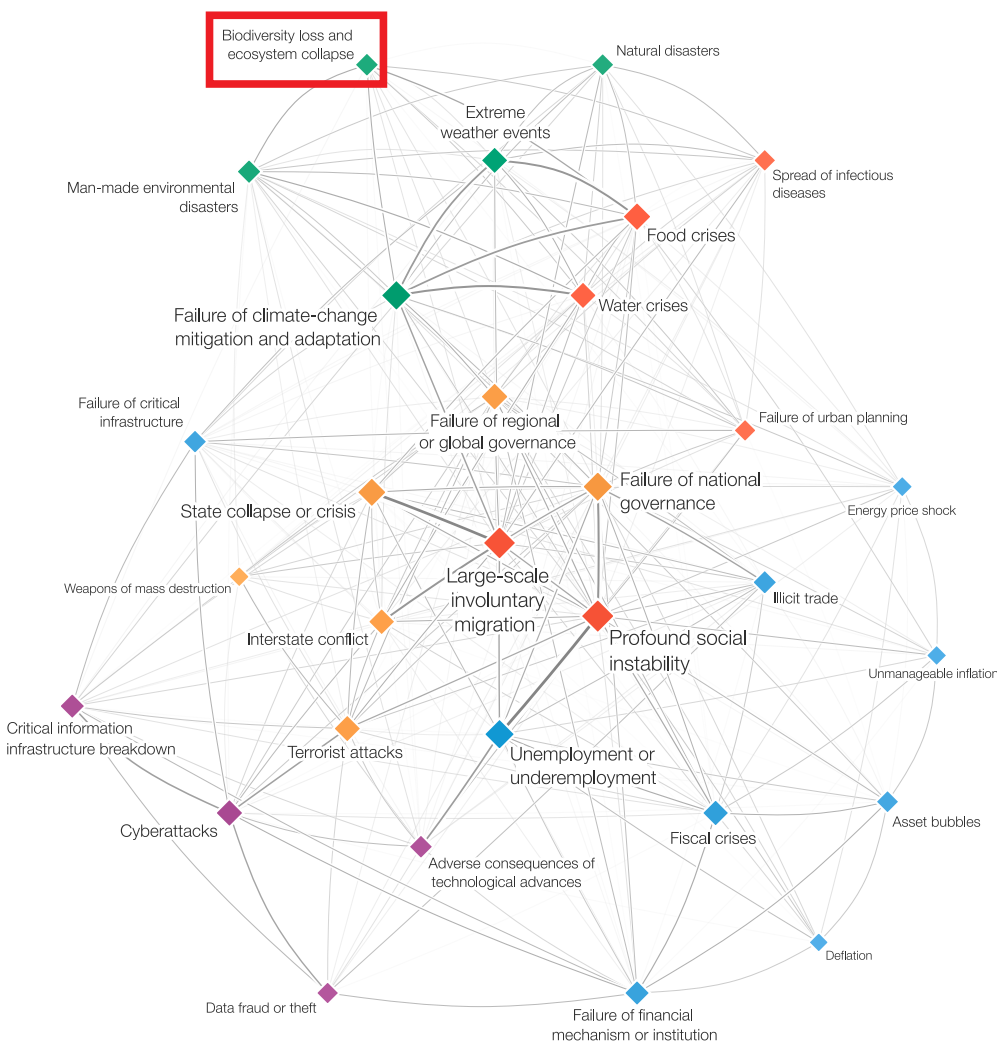 Biodiversity loss and
ecosystem collapse
Natural disasters
Extreme
weather events
Man-made environmental
disasters
Spread of infectious
diseases
Food crises
Water crises
Failure of climate-change
mitigation and adaptation
Failure of critical
infrastructure
Failure of regional
or global governance
Failure of urban planning
State collapse or crisis
Failure of national
governance
Energy price shock
Weapons of mass destruction
Large-scale
involuntary
migration
Illicit trade
Interstate conflict
Profound social
instability
Unmanageable inflation
Critical information
infrastructure breakdown
Terrorist attacks
Unemployment or
underemployment
Cyberattacks
Fiscal crises
Asset bubbles
Adverse consequences of
technological advances
Deflation
Data fraud or theft
Failure of financial
mechanism or institution